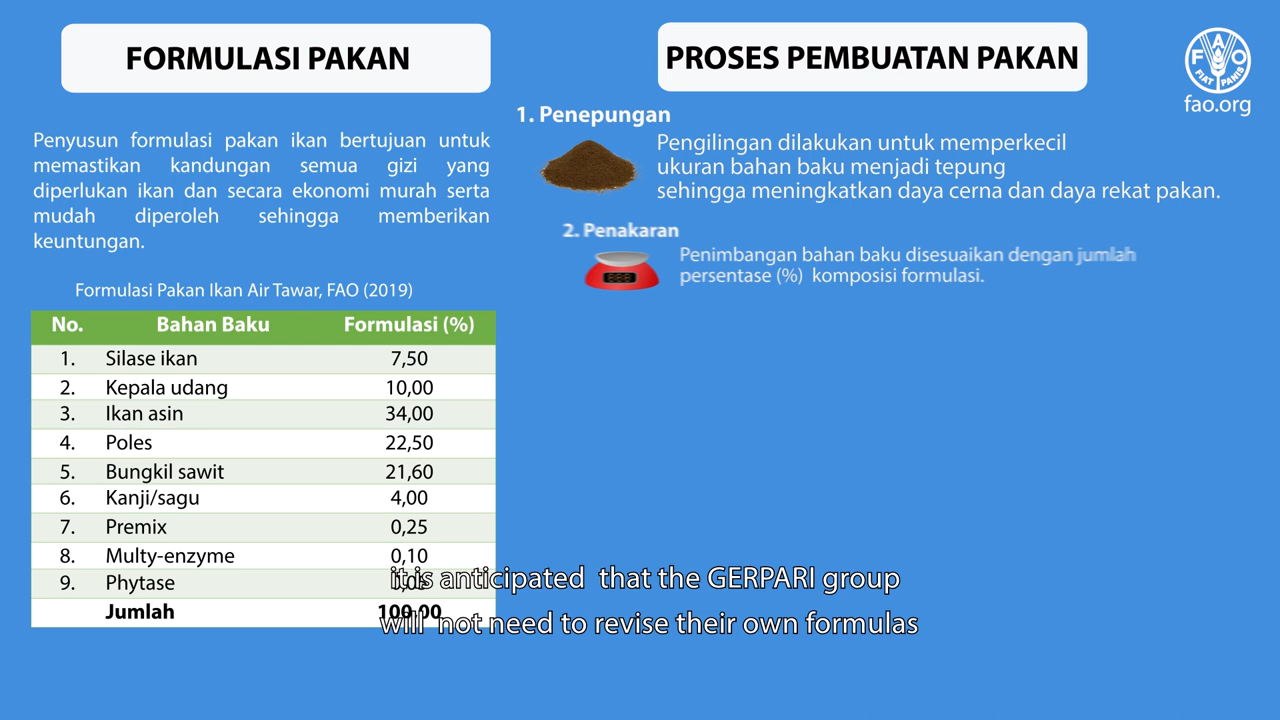 FORMULASI PAKAN
Penyusun formulasi pakan ikan bertujuan untuk
memastikan kandungan semua gizi yang
diperlukan ikan dan secara ekonomi murah serta
mudah diperoleh sehingga memberikan
keuntungan.
Formulasi Pakan Ikan Air Tawar, FAO (2019)
No. Bahan Baku Formulasi (%)
1. Silase ikan 7,50
2. Kepala udang 10,00
3. Ikan asin 34,00
4. Poles 22,50
5. Bungkil sawit 21,60
6. Kanji/sagu 4,00
7. Premix 0,25
8. Multy-enzyme 0,10
9. Phytase
Jumlah 100,00
PROSES PEMBUATAN PAKAN
1. Penepungan
Pengilingan dilakukan untuk memperkecil
ukuran bahan baku menjadi tepung
sehingga meningkatkan daya cerna dan daya rekat pakan.
2. Penakaran
Penimbangan bahan baku disesuaikan dengan jumlah
persentase (%) komposisi formulasi.
F A O
FIAT PANIS
fao.org
it is anticipated that the GERPARI group
will not need to revise their own formulas